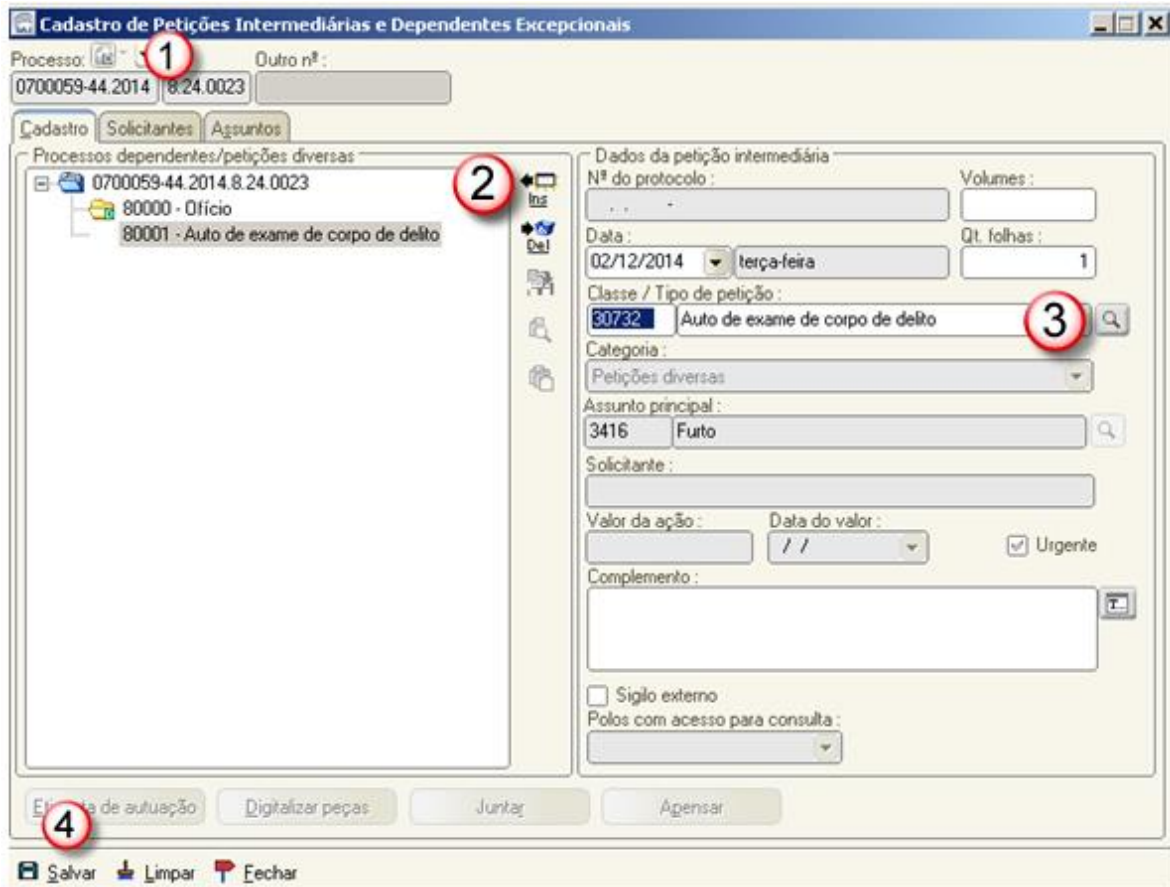 Cadastro de Petições Intermediárias e Dependentes Excepcionais
Processo: 1 Outro nº :
0700059-44.2014 8.24.0023
Cadastro Solicitantes Assuntos
Processos dependentes/petições diversas
0700059-44.2014.8.24.0023
80000 - Ofício
80001 - Auto de exame de corpo de delito
2
Ins
Del
Dados da petição intermediária
Nº do protocolo : Volumes :
. . -
Data : Qt. folhas :
02/12/2014 terça-feira 1
Classe / Tipo de petição :
30732 Auto de exame de corpo de delito 3
Categoria :
Petições diversas
Assunto principal :
3416 Furto
Solicitante :
Valor da ação : Data do valor :
/ / Urgente
Complemento :
T...
Sigilo externo
Polos com acesso para consulta :
de autuação Digitalizar peças Juntar Apensar
4
Salvar Limpar Fechar